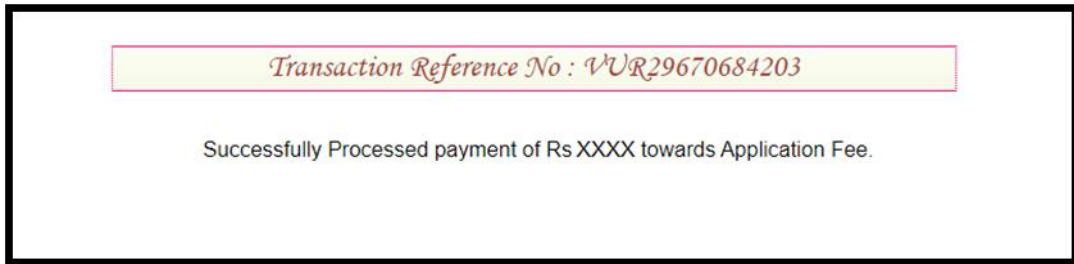 Transaction Reference No : VUR29670684203
Successfully Processed payment of Rs XXXX towards Application Fee.